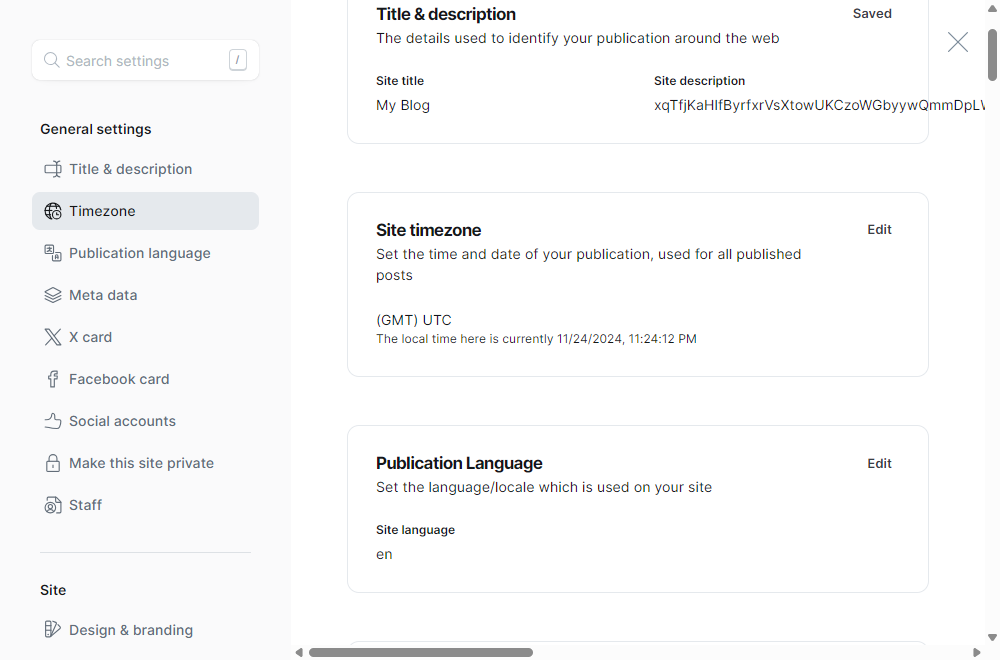 Search settings
/
General settings
Title & description
Timezone
Publication language
Meta data
X card
Facebook card
Social accounts
Make this site private
Staff
Site
Design & branding
Title & description
Saved
The details used to identify your publication around the web
Site title
Site description
My Blog
Site timezone
Edit
Set the time and date of your publication, used for all published
posts
(GMT) UTC
The local time here is currently 11/24/2024, 11:24:12 PM
Publication Language
Edit
Set the language/locale which is used on your site
Site language
en